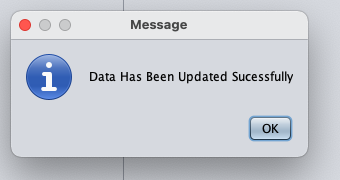 Message
Data Has Been Updated Sucessfully
OK